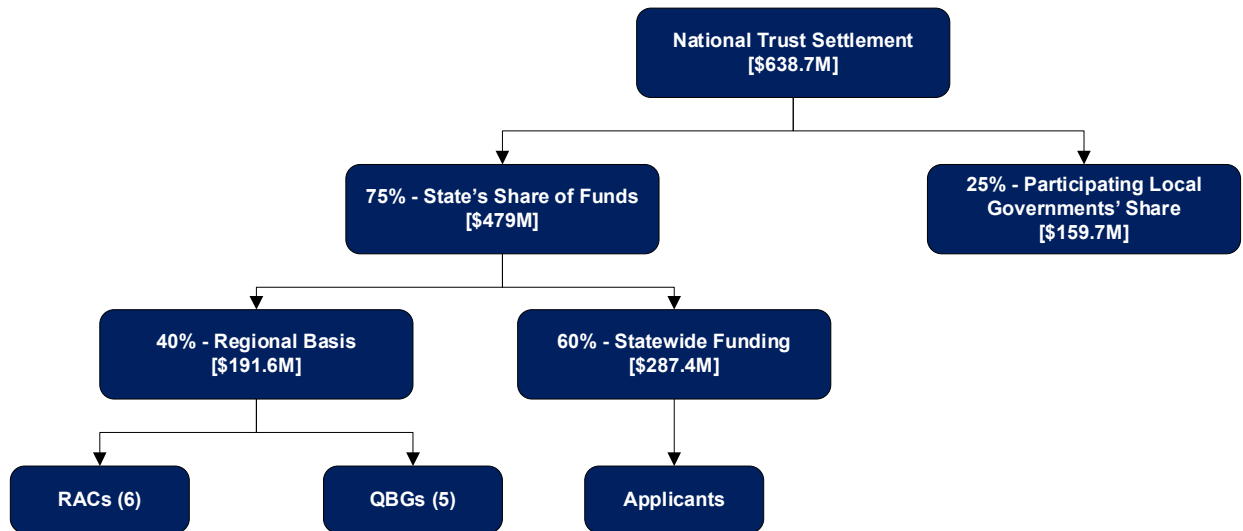 National Trust Settlement
[$638.7M]
75% - State’s Share of Funds
[$479M]
25% - Participating Local
Governments’ Share
[$159.7M]
40% - Regional Basis
[$191.6M]
60% - Statewide Funding
[$287.4M]
RACs (6)
QBGs (5)
Applicants